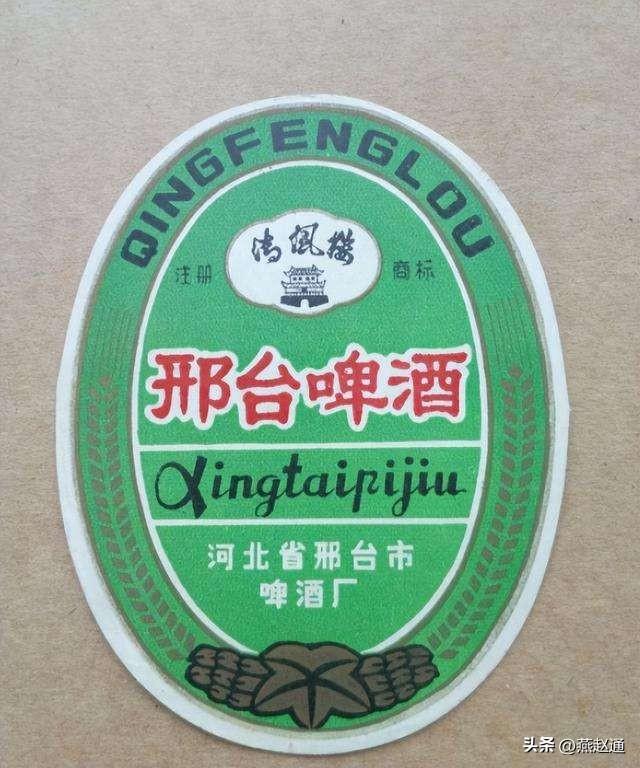 QINGFENGLOU
清风楼
注册 商标
邢台啤酒
Xingtaipijiu
河北省邢台市
啤酒厂
头条 @燕赵通